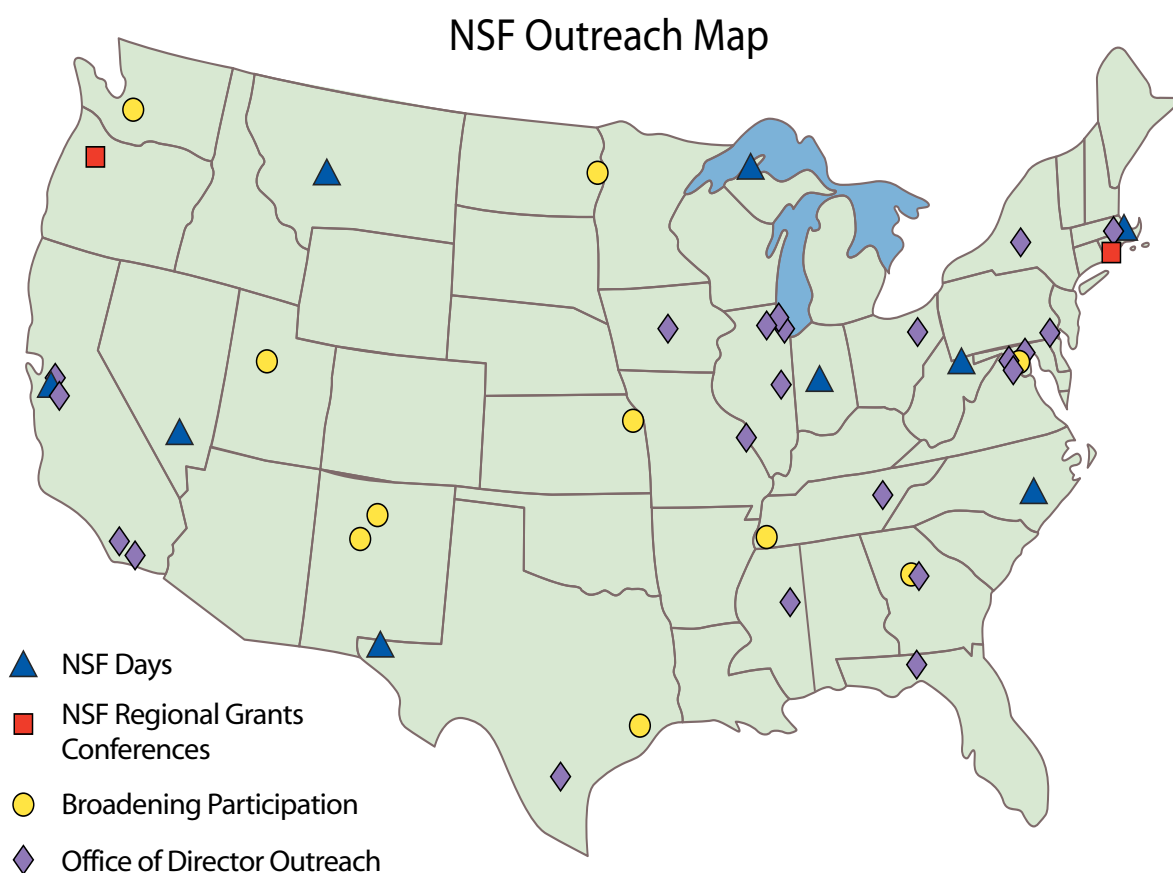 NSF Outreach Map
NSF Days
NSF Regional Grants
Conferences
Broadening Participation
Office of Director Outreach